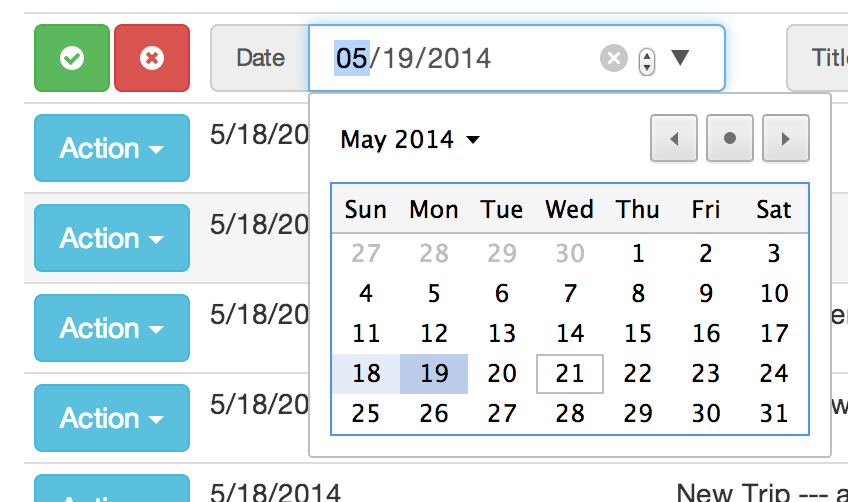 Date 05/19/2014
Action 5/18/20
May 2014
Sun Mon Tue Wed Thu Fri Sat
27 28 29 30 1 2 3
Action 5/18/20
4 5 6 7 8 9 10
Action 5/18/20
11 12 13 14 15 16 17
18 19 20 21 22 23 24
Action 5/18/20
25 26 27 28 29 30 31
5/18/2014 New Trip ---